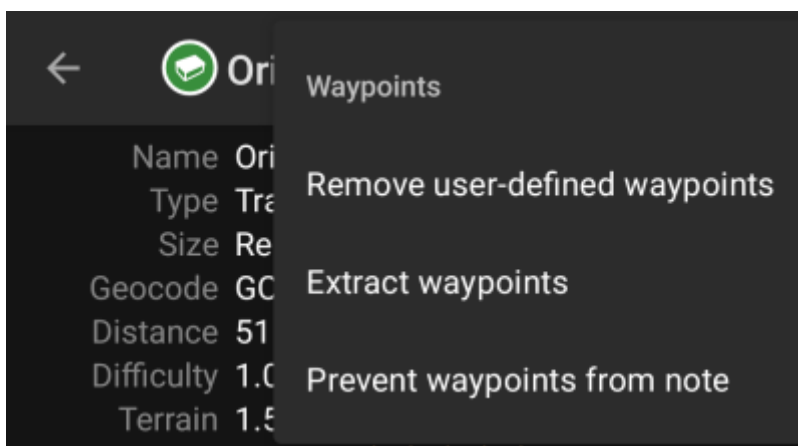 Ori
Waypoints
Name Ori
Remove user-defined waypoints
Type Tra
Size Re
Geocode GC
Extract waypoints
Distance 51
Difficulty 1.0
Prevent waypoints from note
Terrain 1.5